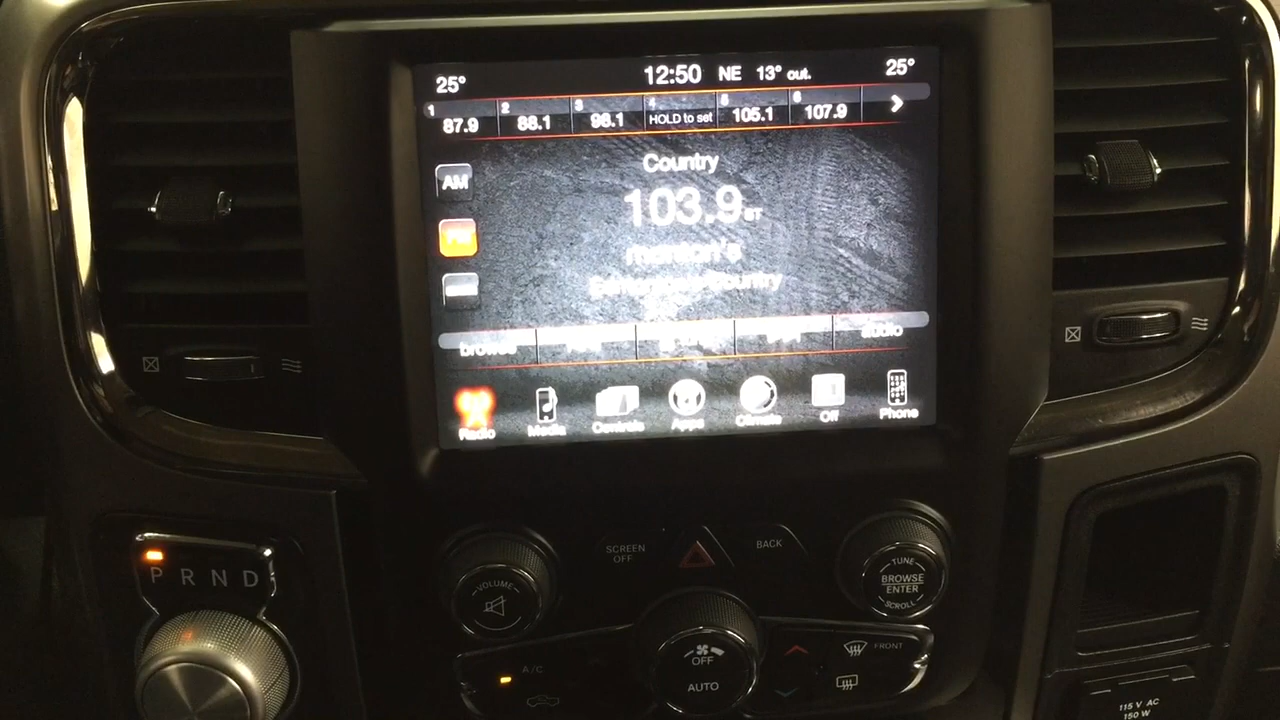 25° 12:50 NE 13° out. 25°
1 2 3 4 5 6
87.9 88.1 98.1 HOLD to set 105.1 107.9
Country
AM
103.9 ST
browse audio
Radio Media Controls Apps Climate Off Phone
SCREEN OFF
BACK
P R N D
VOLUME
TUNE
BROWSE
ENTER
SCROLL
A/C
OFF
AUTO
FRONT
115 V AC
150 W